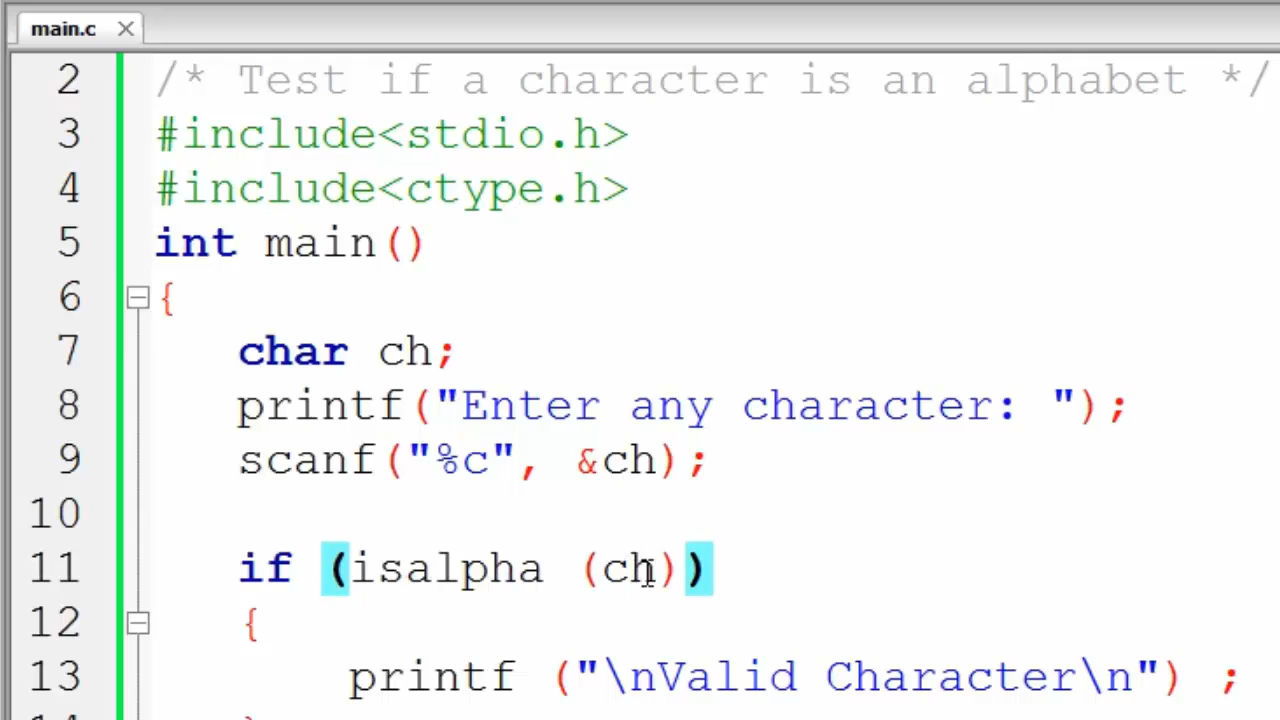 main.c
2 /* Test if a character is an alphabet */
3 #include<stdio.h>
4 #include<ctype.h>
5 int main()
6 {
7 char ch;
8 printf("Enter any character: ");
9 scanf("%c", &ch);
10
11 if (isalpha (ch))
12 {
13 printf ("\nValid Character\n") ;